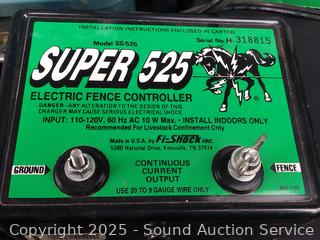 INSTALLATION INSTRUCTIONS ENCLOSED IN CARTON
Model SS-525
Serial No. H-318815
SUPER 525
®
ELECTRIC FENCE CONTROLLER
DANGER-ANY ALTERATION TO THE DESIGN OF THIS
CHARGER MAY CAUSE SERIOUS ELECTRICAL SHOCK.
INPUT: 110-120V, 60 Hz AC 10 W Max. - INSTALL INDOORS ONLY
Recommended For Livestock Confinement Only
Made in U.S.A. by Fi-Shock INC.
5360 National Drive, Knoxville, TN 37914
GROUND
CONTINUOUS
CURRENT
OUTPUT
FENCE
USE 20 TO 9 GAUGE WIRE ONLY
Copyright 2025 - Sound Auction Service